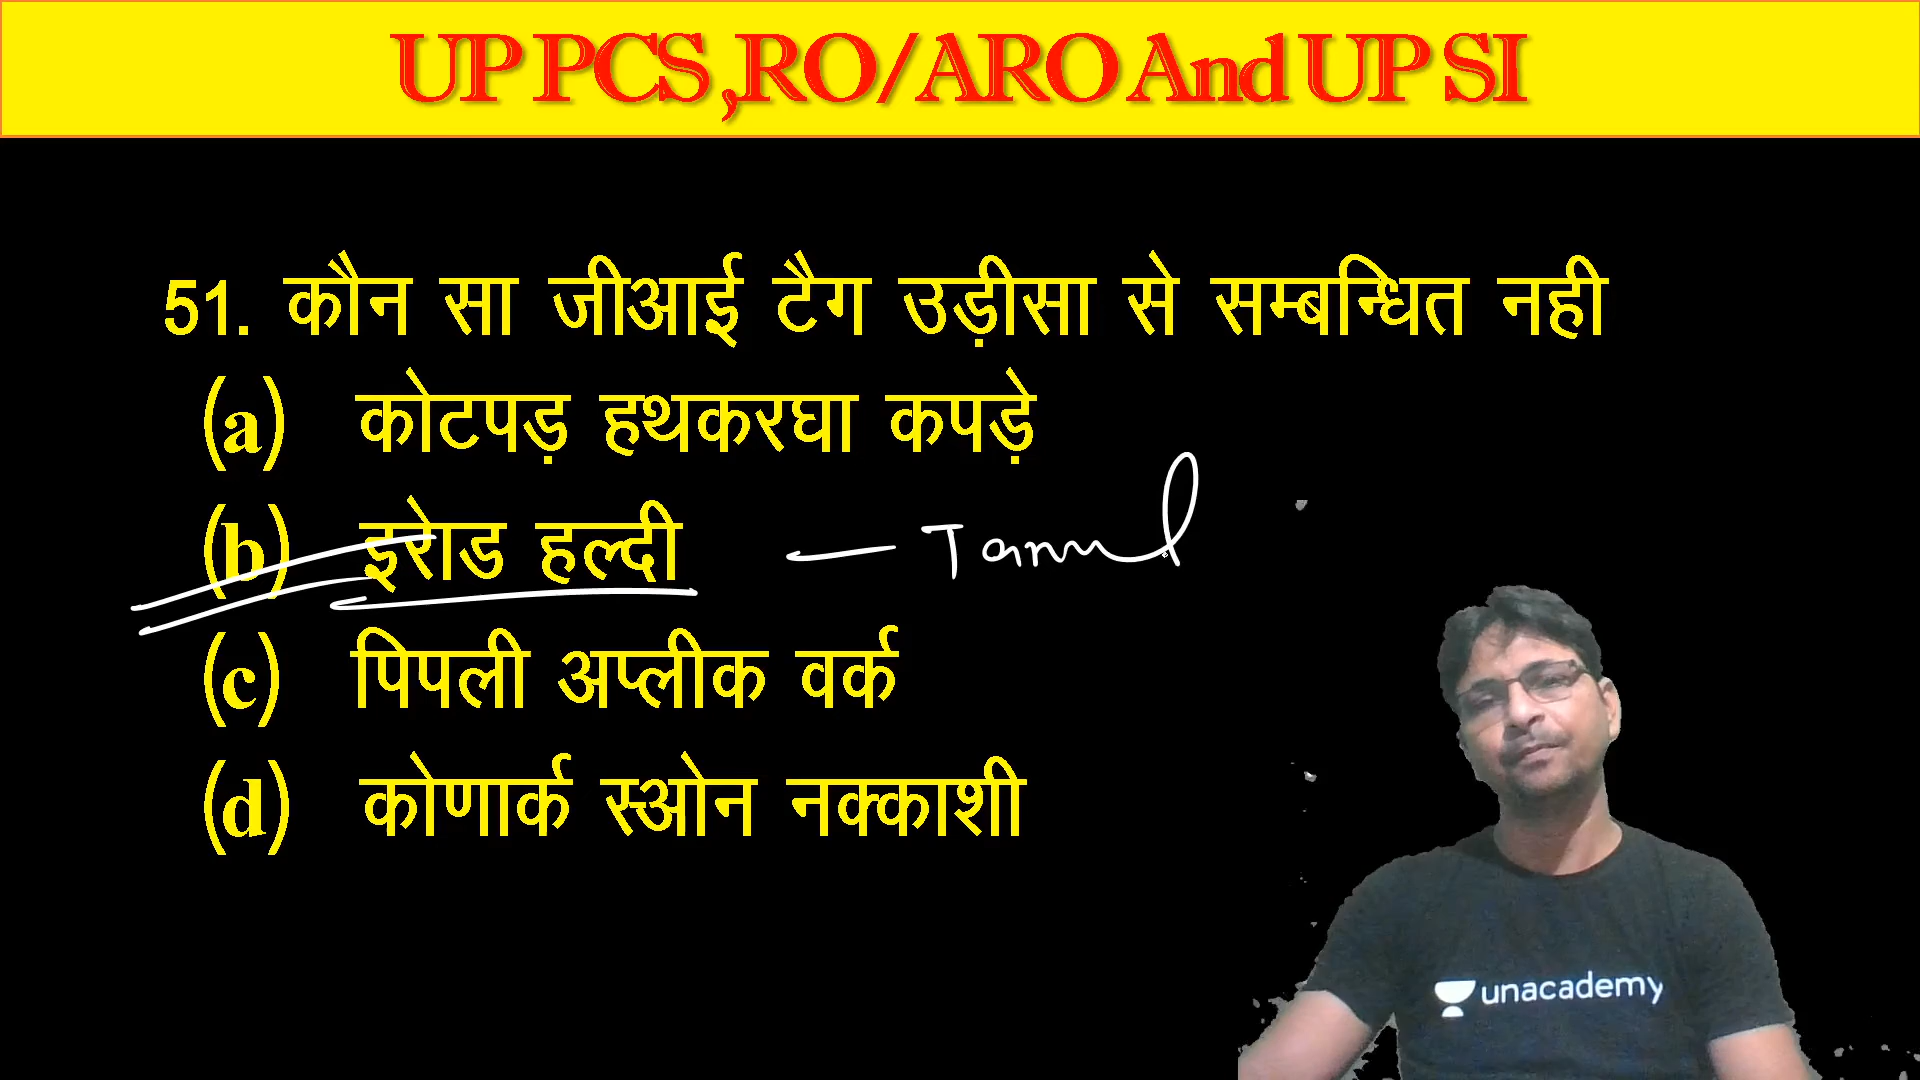 UP PCS ,RO/ARO And UP SI
51. कौन सा जीआई टैग उड़ीसा से सम्बन्धित नही
(a) कोटपड़ हथकरघा कपड़े
(b) इरोड हल्दी — Tamil
(c) पिपली अप्लीक वर्क
(d) कोणार्क स्ओन नक्काशी
unacademy